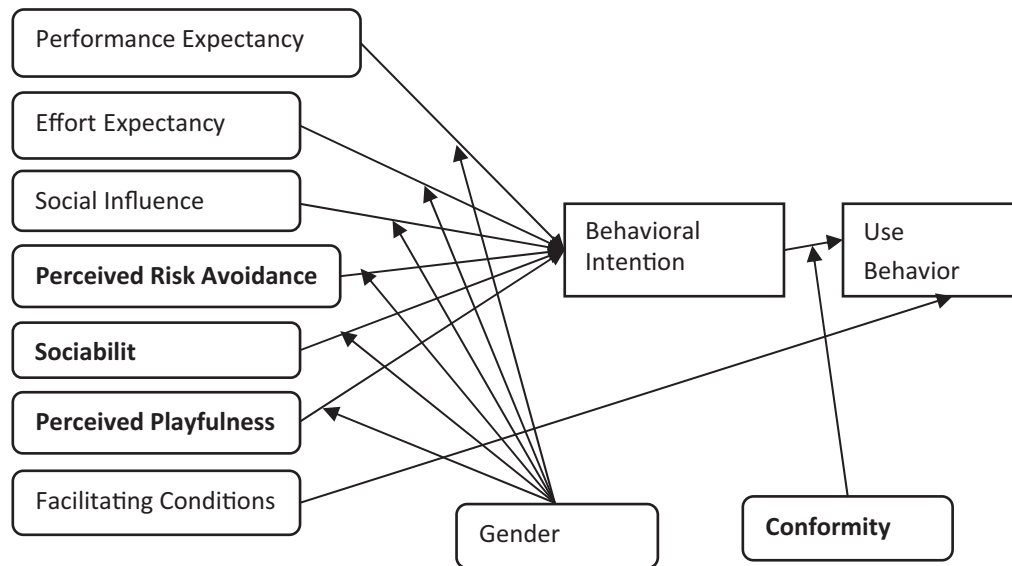 Performance Expectancy
Effort Expectancy
Social Influence
Perceived Risk Avoidance
Sociabilit
Perceived Playfulness
Facilitating Conditions
Behavioral
Intention
Use
Behavior
Gender
Conformity